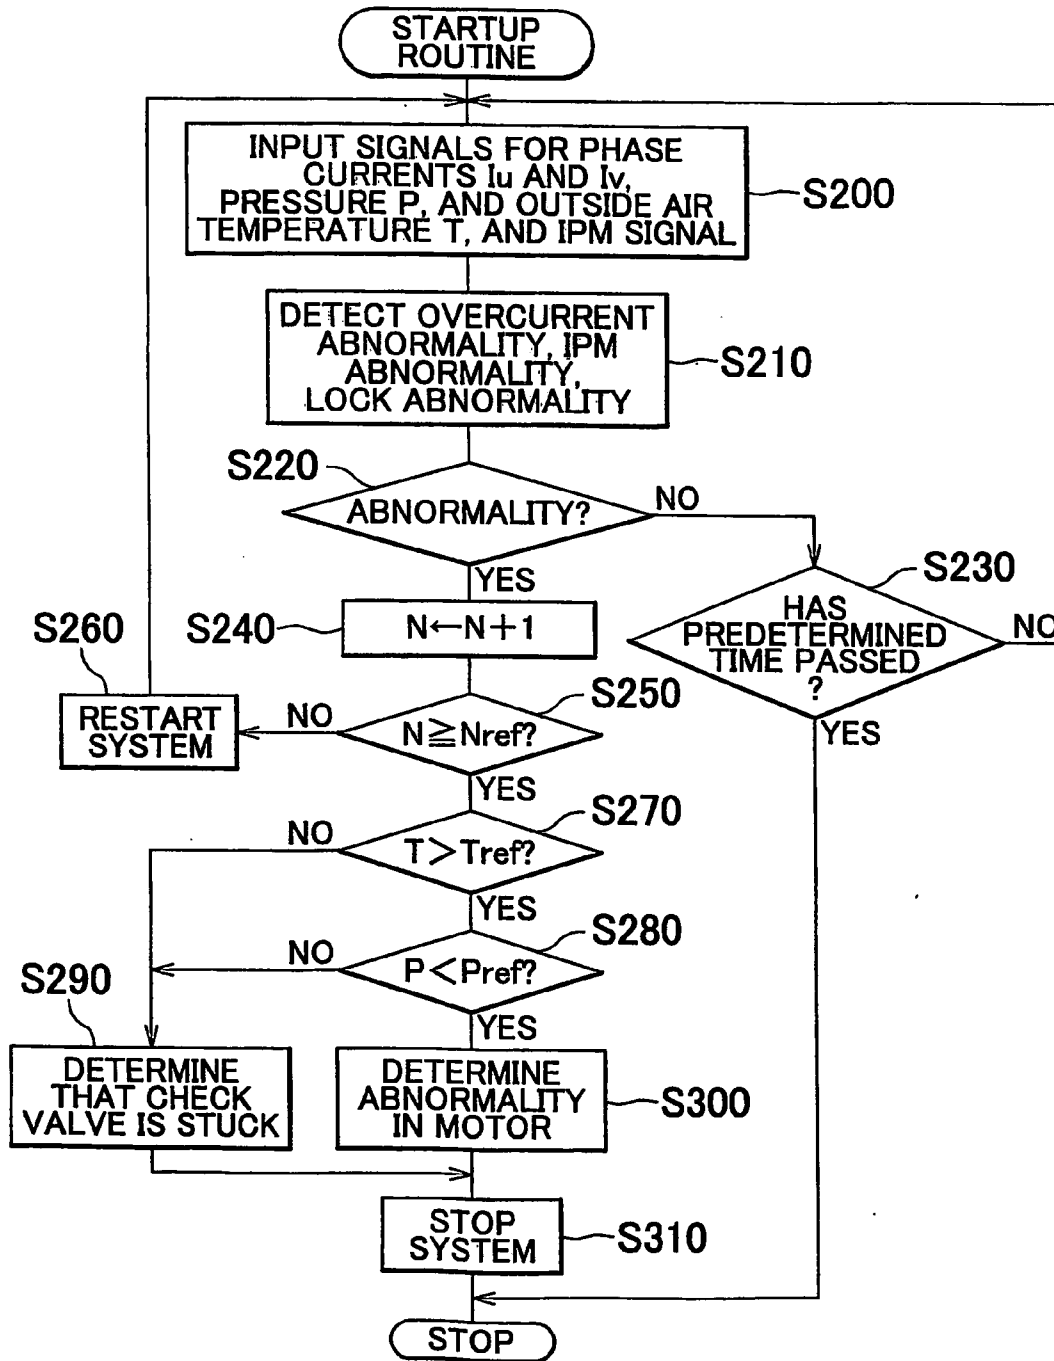 STARTUP
ROUTINE
INPUT SIGNALS FOR PHASE
CURRENTS Iu AND Iv,
PRESSURE P, AND OUTSIDE AIR
TEMPERATURE T, AND IPM SIGNAL
S200
DETECT OVERCURRENT
ABNORMALITY, IPM
ABNORMALITY,
LOCK ABNORMALITY
S210
S220
ABNORMALITY?
NO
YES
S230
HAS
PREDETERMINED
TIME PASSED
?
NO
YES
S240
N←N+1
S260
RESTART
SYSTEM
S250
N≧Nref?
NO
YES
S270
T>Tref?
NO
YES
S280
P<Pref?
NO
YES
S290
DETERMINE
THAT CHECK
VALVE IS STUCK
DETERMINE
ABNORMALITY
IN MOTOR
S300
STOP
SYSTEM
S310
STOP